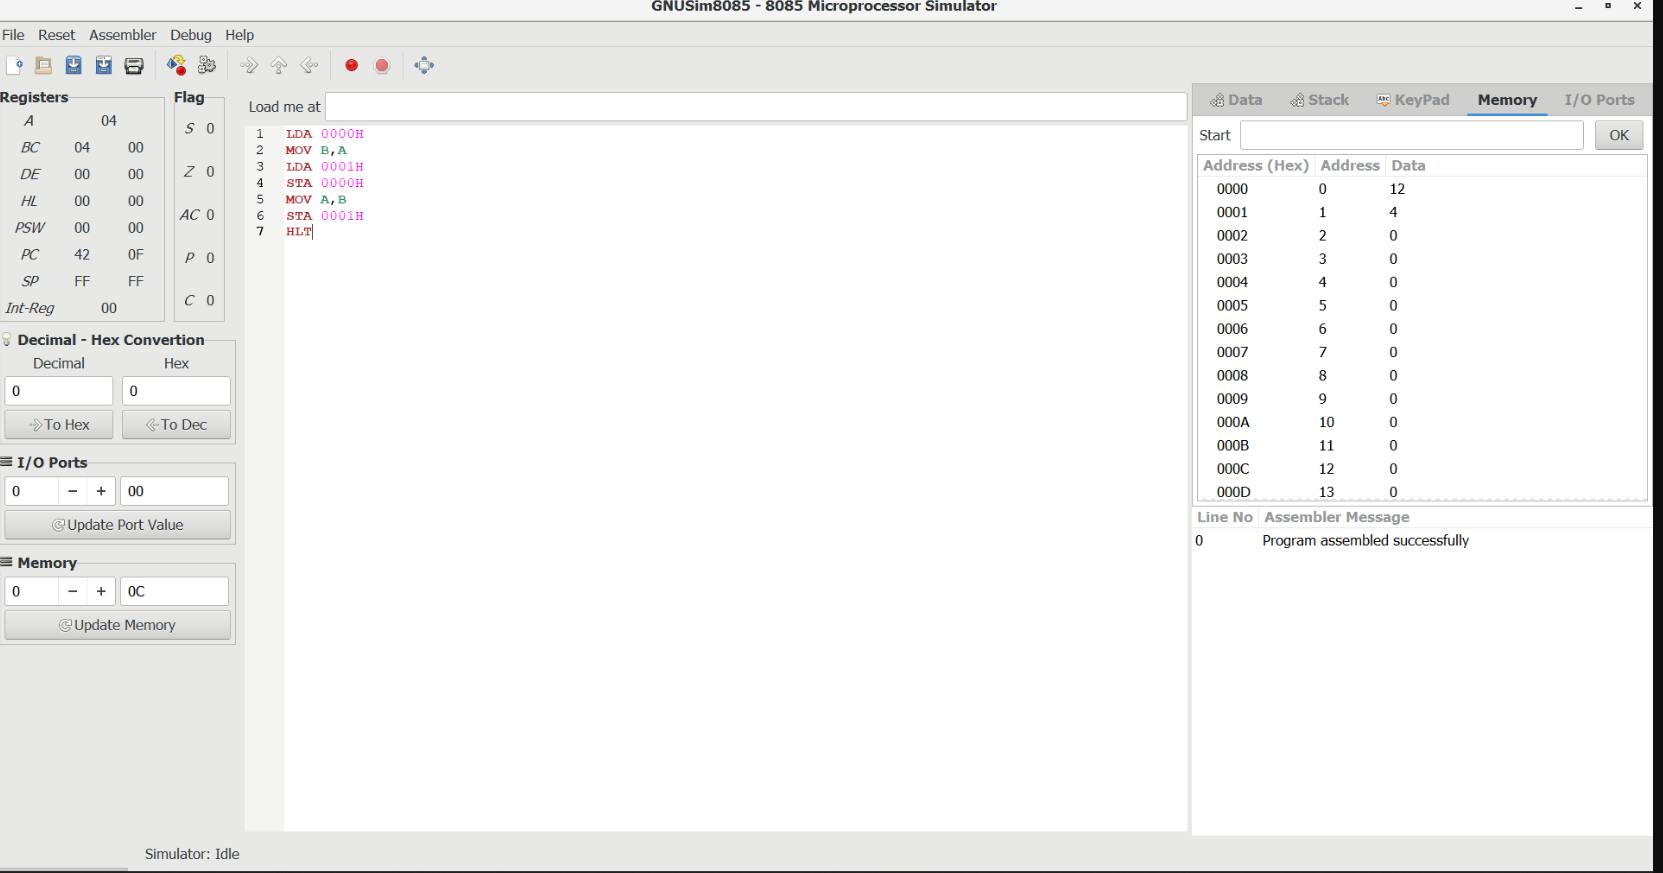 GNUSim8085 - 8085 Microprocessor Simulator
File Reset Assembler Debug Help
Registers
A 04
BC 04 00
DE 00 00
HL 00 00
PSW 00 00
PC 42 0F
SP FF FF
Int-Reg 00
Flag
S 0
Z 0
AC 0
P 0
C 0
Decimal - Hex Convertion
Decimal Hex
0 0
To Hex To Dec
I/O Ports
0 - + 00
Update Port Value
Memory
0 - + 0C
Update Memory
Load me at
1 LDA 0000H
2 MOV B,A
3 LDA 0001H
4 STA 0000H
5 MOV A,B
6 STA 0001H
7 HLT
Data Stack Abc KeyPad Memory I/O Ports
Start OK
Address (Hex) Address Data
0000 0 12
0001 1 4
0002 2 0
0003 3 0
0004 4 0
0005 5 0
0006 6 0
0007 7 0
0008 8 0
0009 9 0
000A 10 0
000B 11 0
000C 12 0
000D 13 0
Line No Assembler Message
0 Program assembled successfully
Simulator: Idle